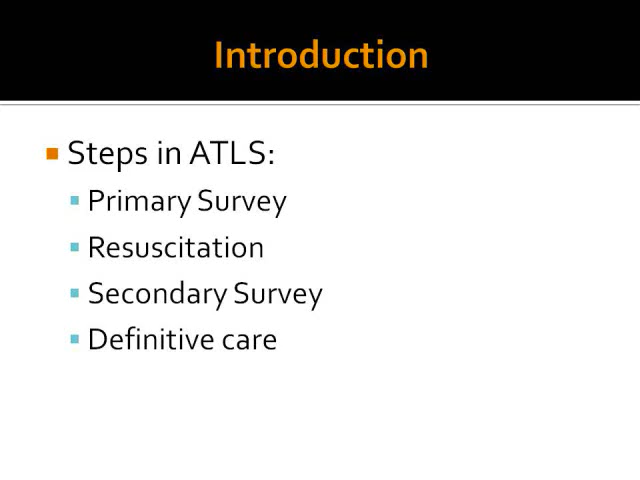 Introduction
Steps in ATLS:
Primary Survey
Resuscitation
Secondary Survey
Definitive care